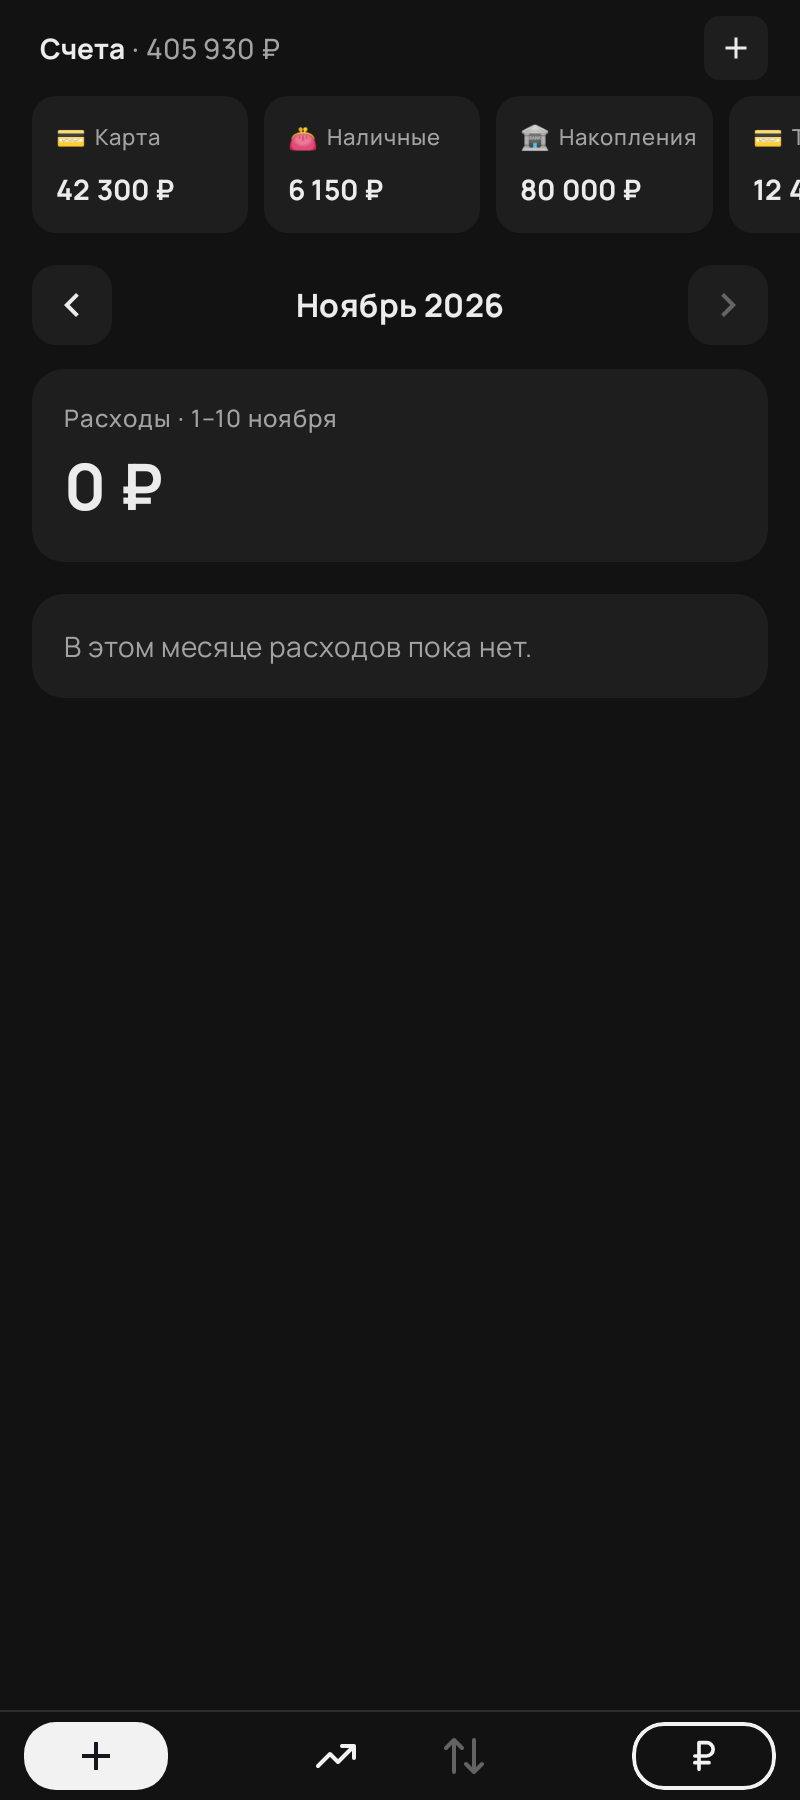 Счета · 405 930 ₽
Карта
42 300 ₽
Наличные
6 150 ₽
Накопления
80 000 ₽
12
Ноябрь 2026
Расходы · 1–10 ноября
0 ₽
В этом месяце расходов пока нет.
₽